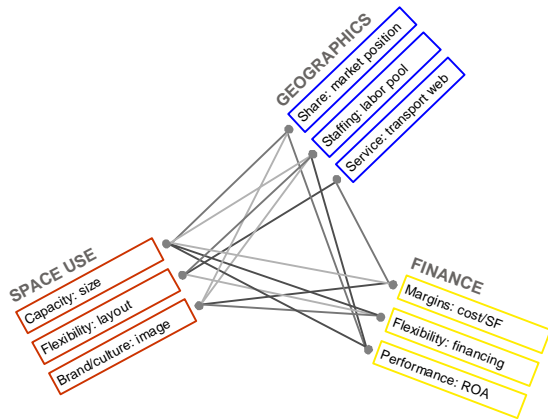 GEOGRAPHICS
Share: market position
Staffing: labor pool
Service: transport web
SPACE USE
Capacity: size
Flexibility: layout
Brand/culture: image
FINANCE
Margins: cost/SF
Flexibility: financing
Performance: ROA